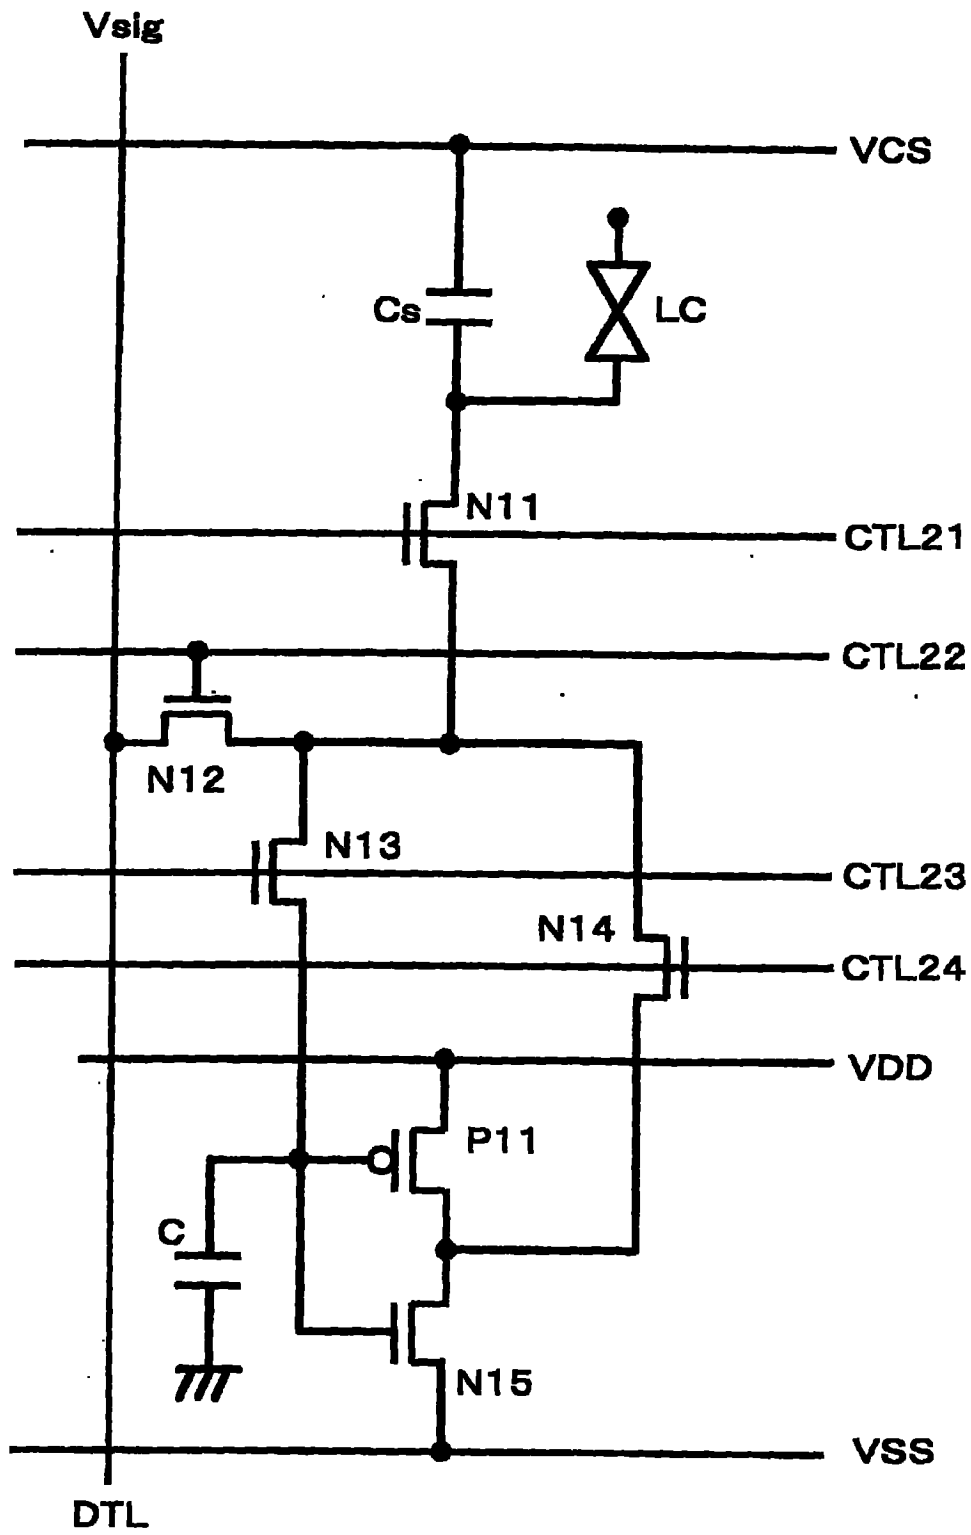 Vsig
VCS
Cs
LC
N11
CTL21
CTL22
N12
N13
CTL23
N14
CTL24
VDD
P11
C
N15
VSS
DTL